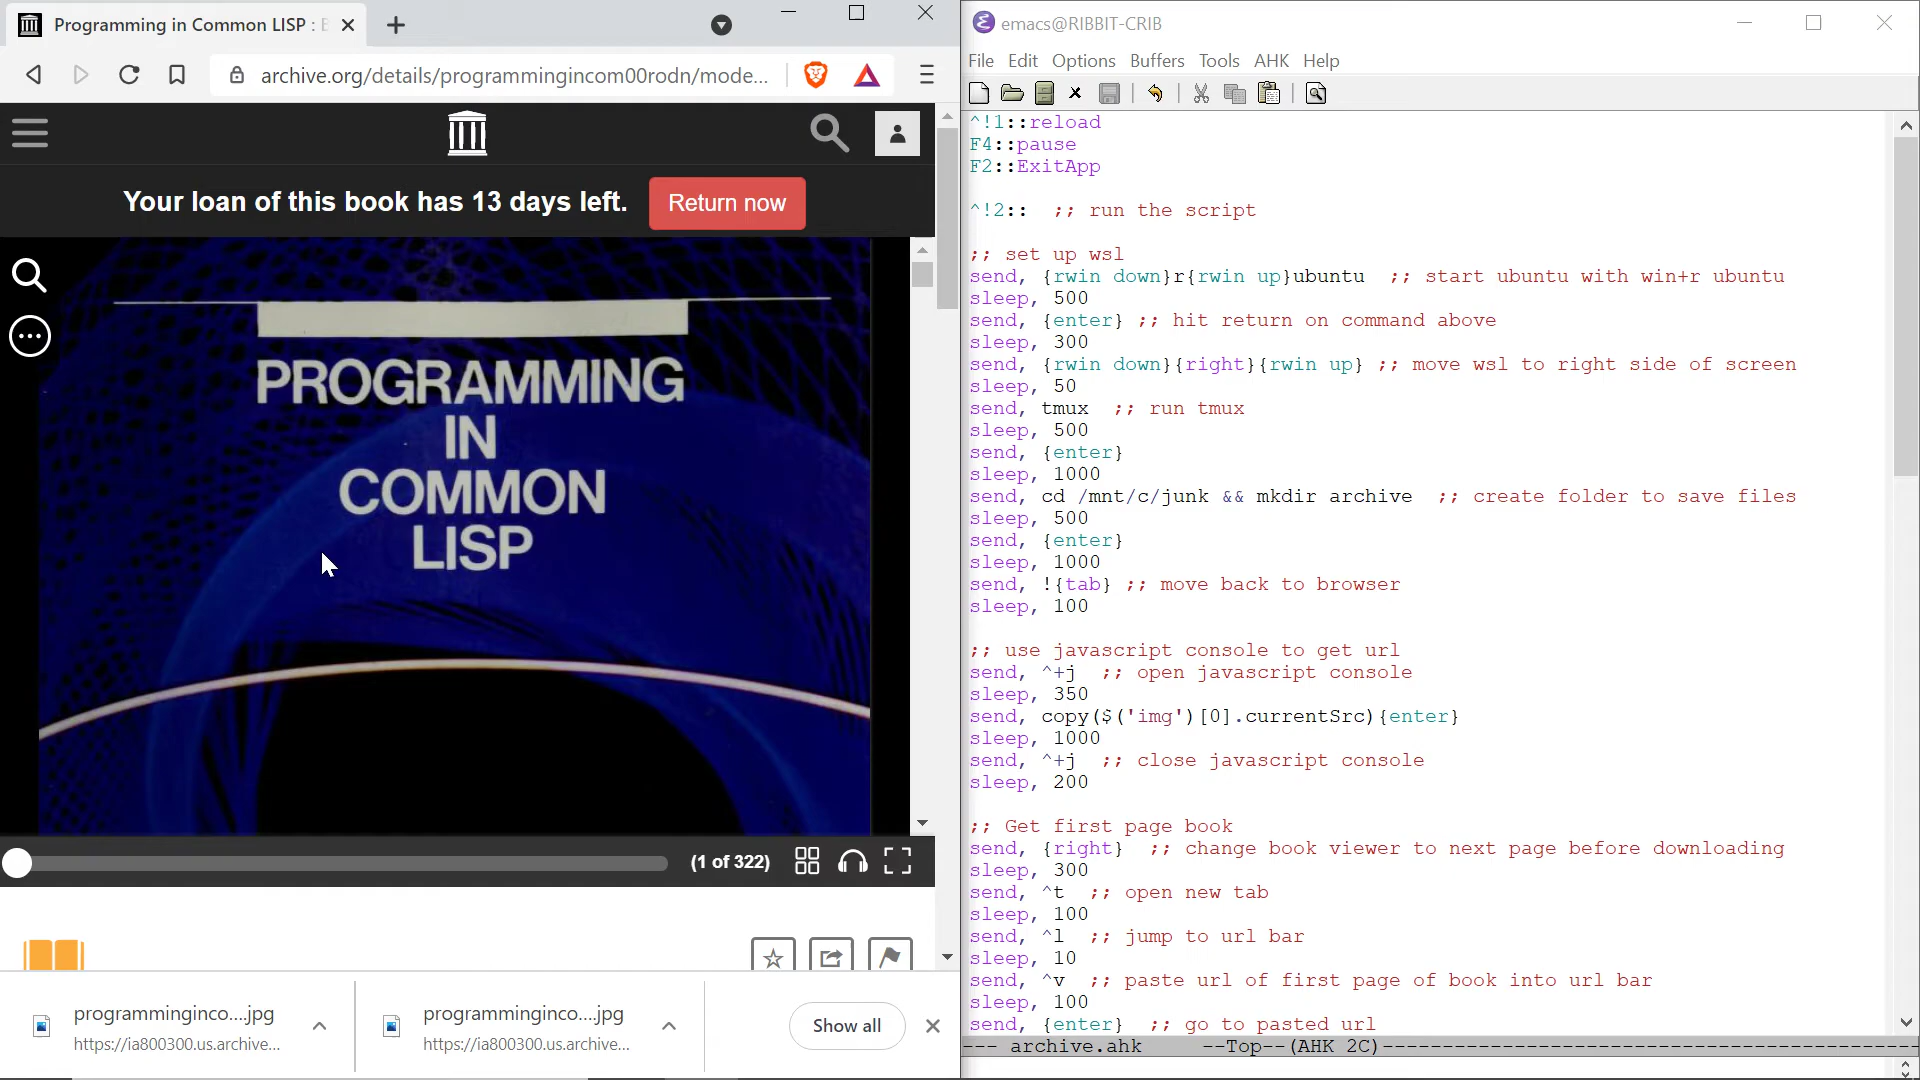 Programming in Common LISP :
archive.org/details/programmingincom00rodn/mode...
Your loan of this book has 13 days left.
Return now
PROGRAMMING
IN
COMMON
LISP
(1 of 322)
programminginco....jpg
https://ia800300.us.archive...
programminginco....jpg
https://ia800300.us.archive...
Show all
emacs@RIBBIT-CRIB
File Edit Options Buffers Tools AHK Help
^!1::reload
F4::pause
F2::ExitApp
^!2::  ;; run the script
;; set up wsl
send, {rwin down}r{rwin up}ubuntu  ;; start ubuntu with win+r ubuntu
sleep, 500
send, {enter} ;; hit return on command above
sleep, 300
send, {rwin down}{right}{rwin up} ;; move wsl to right side of screen
sleep, 50
send, tmux  ;; run tmux
sleep, 500
send, {enter}
sleep, 1000
send, cd /mnt/c/junk && mkdir archive  ;; create folder to save files
sleep, 500
send, {enter}
sleep, 1000
send, !{tab} ;; move back to browser
sleep, 100
;; use javascript console to get url
send, ^+j  ;; open javascript console
sleep, 350
send, copy($('img')[0].currentSrc){enter}
sleep, 1000
send, ^+j  ;; close javascript console
sleep, 200
;; Get first page book
send, {right}  ;; change book viewer to next page before downloading
sleep, 300
send, ^t  ;; open new tab
sleep, 100
send, ^l  ;; jump to url bar
sleep, 10
send, ^v  ;; paste url of first page of book into url bar
sleep, 100
send, {enter}  ;; go to pasted url
--- archive.ahk     --Top--(AHK 2C)--------------------------------------------